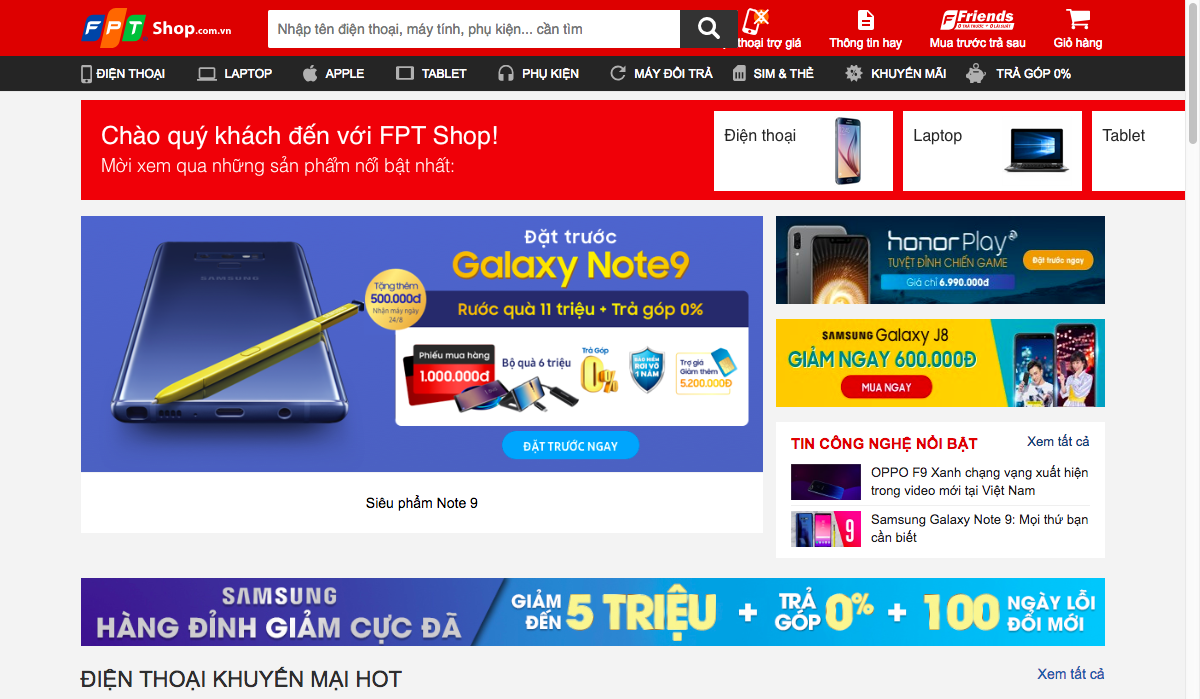 FPT Shop.com.vn
Nhập tên điện thoại, máy tính, phụ kiện... cần tìm
thoại trợ giá
Thông tin hay
F Friends
Mua trước trả sau
Giỏ hàng
ĐIỆN THOẠI
LAPTOP
APPLE
TABLET
PHỤ KIỆN
MÁY ĐỔI TRẢ
SIM & THẺ
KHUYẾN MÃI
TRẢ GÓP 0%
Chào quý khách đến với FPT Shop!
Mời xem qua những sản phẩm nổi bật nhất:
Điện thoại
Laptop
Tablet
SAMSUNG
Đặt trước
Galaxy Note9
Tặng thêm
500.000đ
Nhận máy ngày
24/8
Rước quà 11 triệu + Trả góp 0%
Phiếu mua hàng
1.000.000đ
Bộ quà 6 triệu
Trả Góp
0%
BẢO HIỂM
RƠI VỠ
1 NĂM
Trợ giá
Giảm thêm
5.200.000Đ
ĐẶT TRƯỚC NGAY
Siêu phẩm Note 9
honor Play
TUYỆT ĐỈNH CHIẾN GAME
Giá chỉ 6.990.000đ
Đặt trước ngay
SAMSUNG Galaxy J8
GIẢM NGAY 600.000Đ
MUA NGAY
TIN CÔNG NGHỆ NỔI BẬT
Xem tất cả
OPPO F9 Xanh chạng vạng xuất hiện
trong video mới tại Việt Nam
9
Samsung Galaxy Note 9: Mọi thứ bạn
cần biết
SAMSUNG
HÀNG ĐỈNH GIẢM CỰC ĐÃ
GIẢM
ĐẾN
5 TRIỆU
+
TRẢ
GÓP
0%
+
100
NGÀY LỖI
ĐỔI MỚI
ĐIỆN THOẠI KHUYẾN MẠI HOT
Xem tất cả